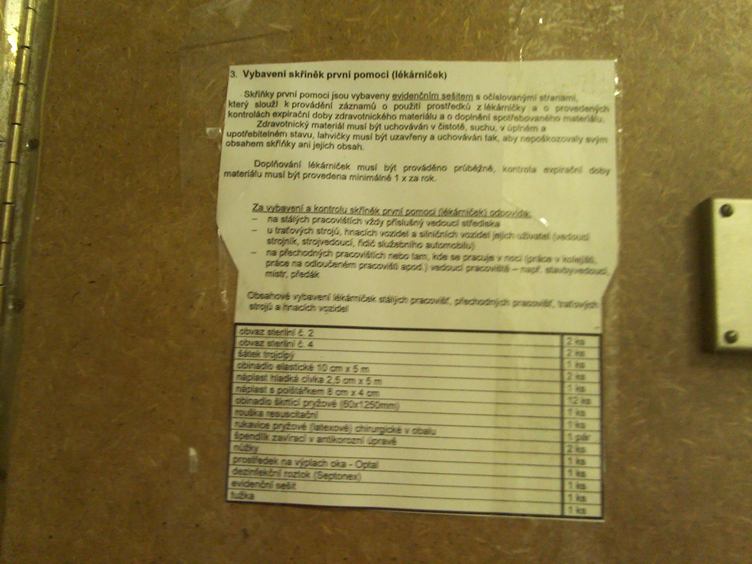 3. Vybavení skříněk první pomoci (lékárniček)
Skříňky první pomoci jsou vybaveny evidenčním sešitem s očíslovanými stranami,
který slouží k provádění záznamů o použití prostředků z lékárničky a o provedených
kontrolách expirační doby zdravotnického materiálu a o doplnění spotřebovaného materiálu.
Zdravotnický materiál musí být uchováván v čistotě, suchu, v úplném a
upotřebitelném stavu, lahvičky musí být uzavřeny a uchovávány tak, aby nepoškozovaly svým
obsahem skříňky ani jejich obsah.
Doplňování lékárniček musí být prováděno průběžně, kontrola expirační doby
materiálu musí být provedena minimálně 1 x za rok.
Za vybavení a kontrolu skříněk první pomoci (lékárniček) odpovídá:
– na stálých pracovištích vždy příslušný vedoucí střediska
– u traťových strojů, hnacích vozidel a silničních vozidel jejich uživatel (vedoucí
strojník, strojvedoucí, řidič služebního automobilu)
– na přechodných pracovištích nebo tam, kde se pracuje v noci (práce v kolejišti,
práce na odloučeném pracovišti apod.) vedoucí pracoviště – např. stavbyvedoucí,
mistr, předák
Obsahové vybavení lékárniček stálých pracovišť, přechodných pracovišť, traťových
strojů a hnacích vozidel
obvaz sterilní č. 2 2 ks
obvaz sterilní č. 4 2 ks
šátek trojcípý 1 ks
obinadlo elastické 10 cm x 5 m 2 ks
náplast hladká cívka 2,5 cm x 5 m 1 ks
náplast s polštářkem 8 cm x 4 cm 12 ks
obinadlo škrtící pryžové (60x1250mm) 1 ks
rouška resuscitační 1 ks
rukavice pryžové (latexové) chirurgické v obalu 1 pár
špendlík zavírací v antikorozní úpravě 2 ks
nůžky 1 ks
prostředek na výplach oka - Optal 1 ks
dezinfekční roztok (Septonex) 1 ks
evidenční sešit 1 ks
tužka 1 ks